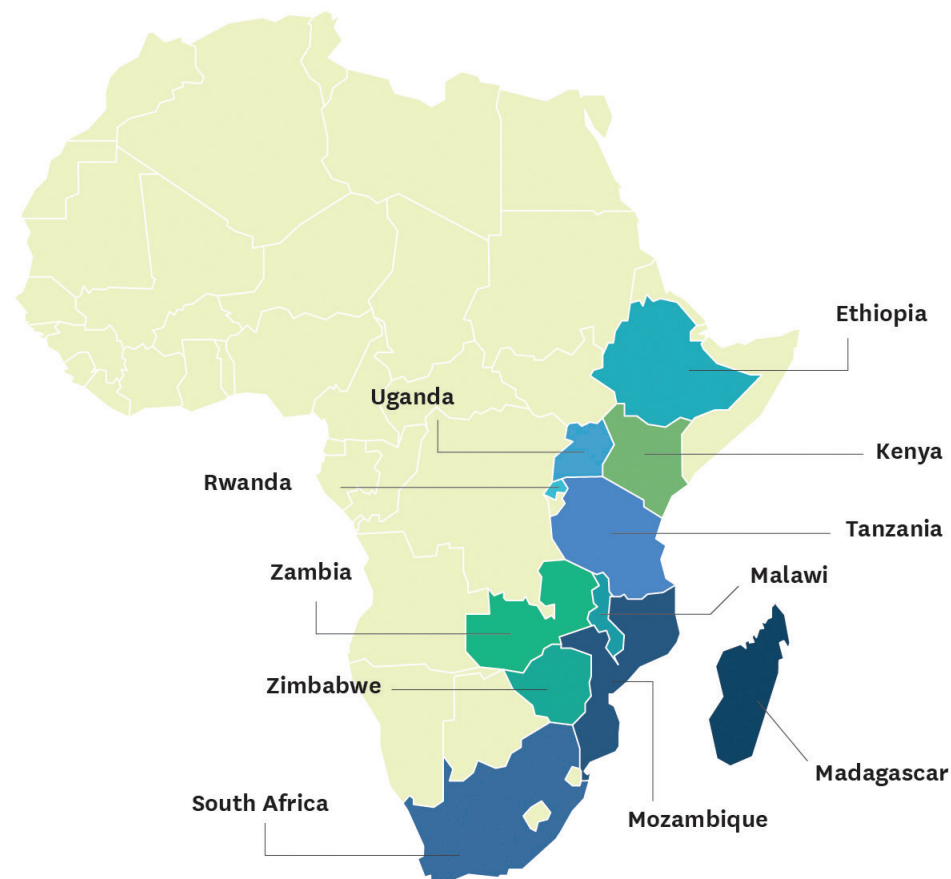 Ethiopia
Uganda
Kenya
Rwanda
Tanzania
Zambia
Malawi
Zimbabwe
Madagascar
South Africa
Mozambique